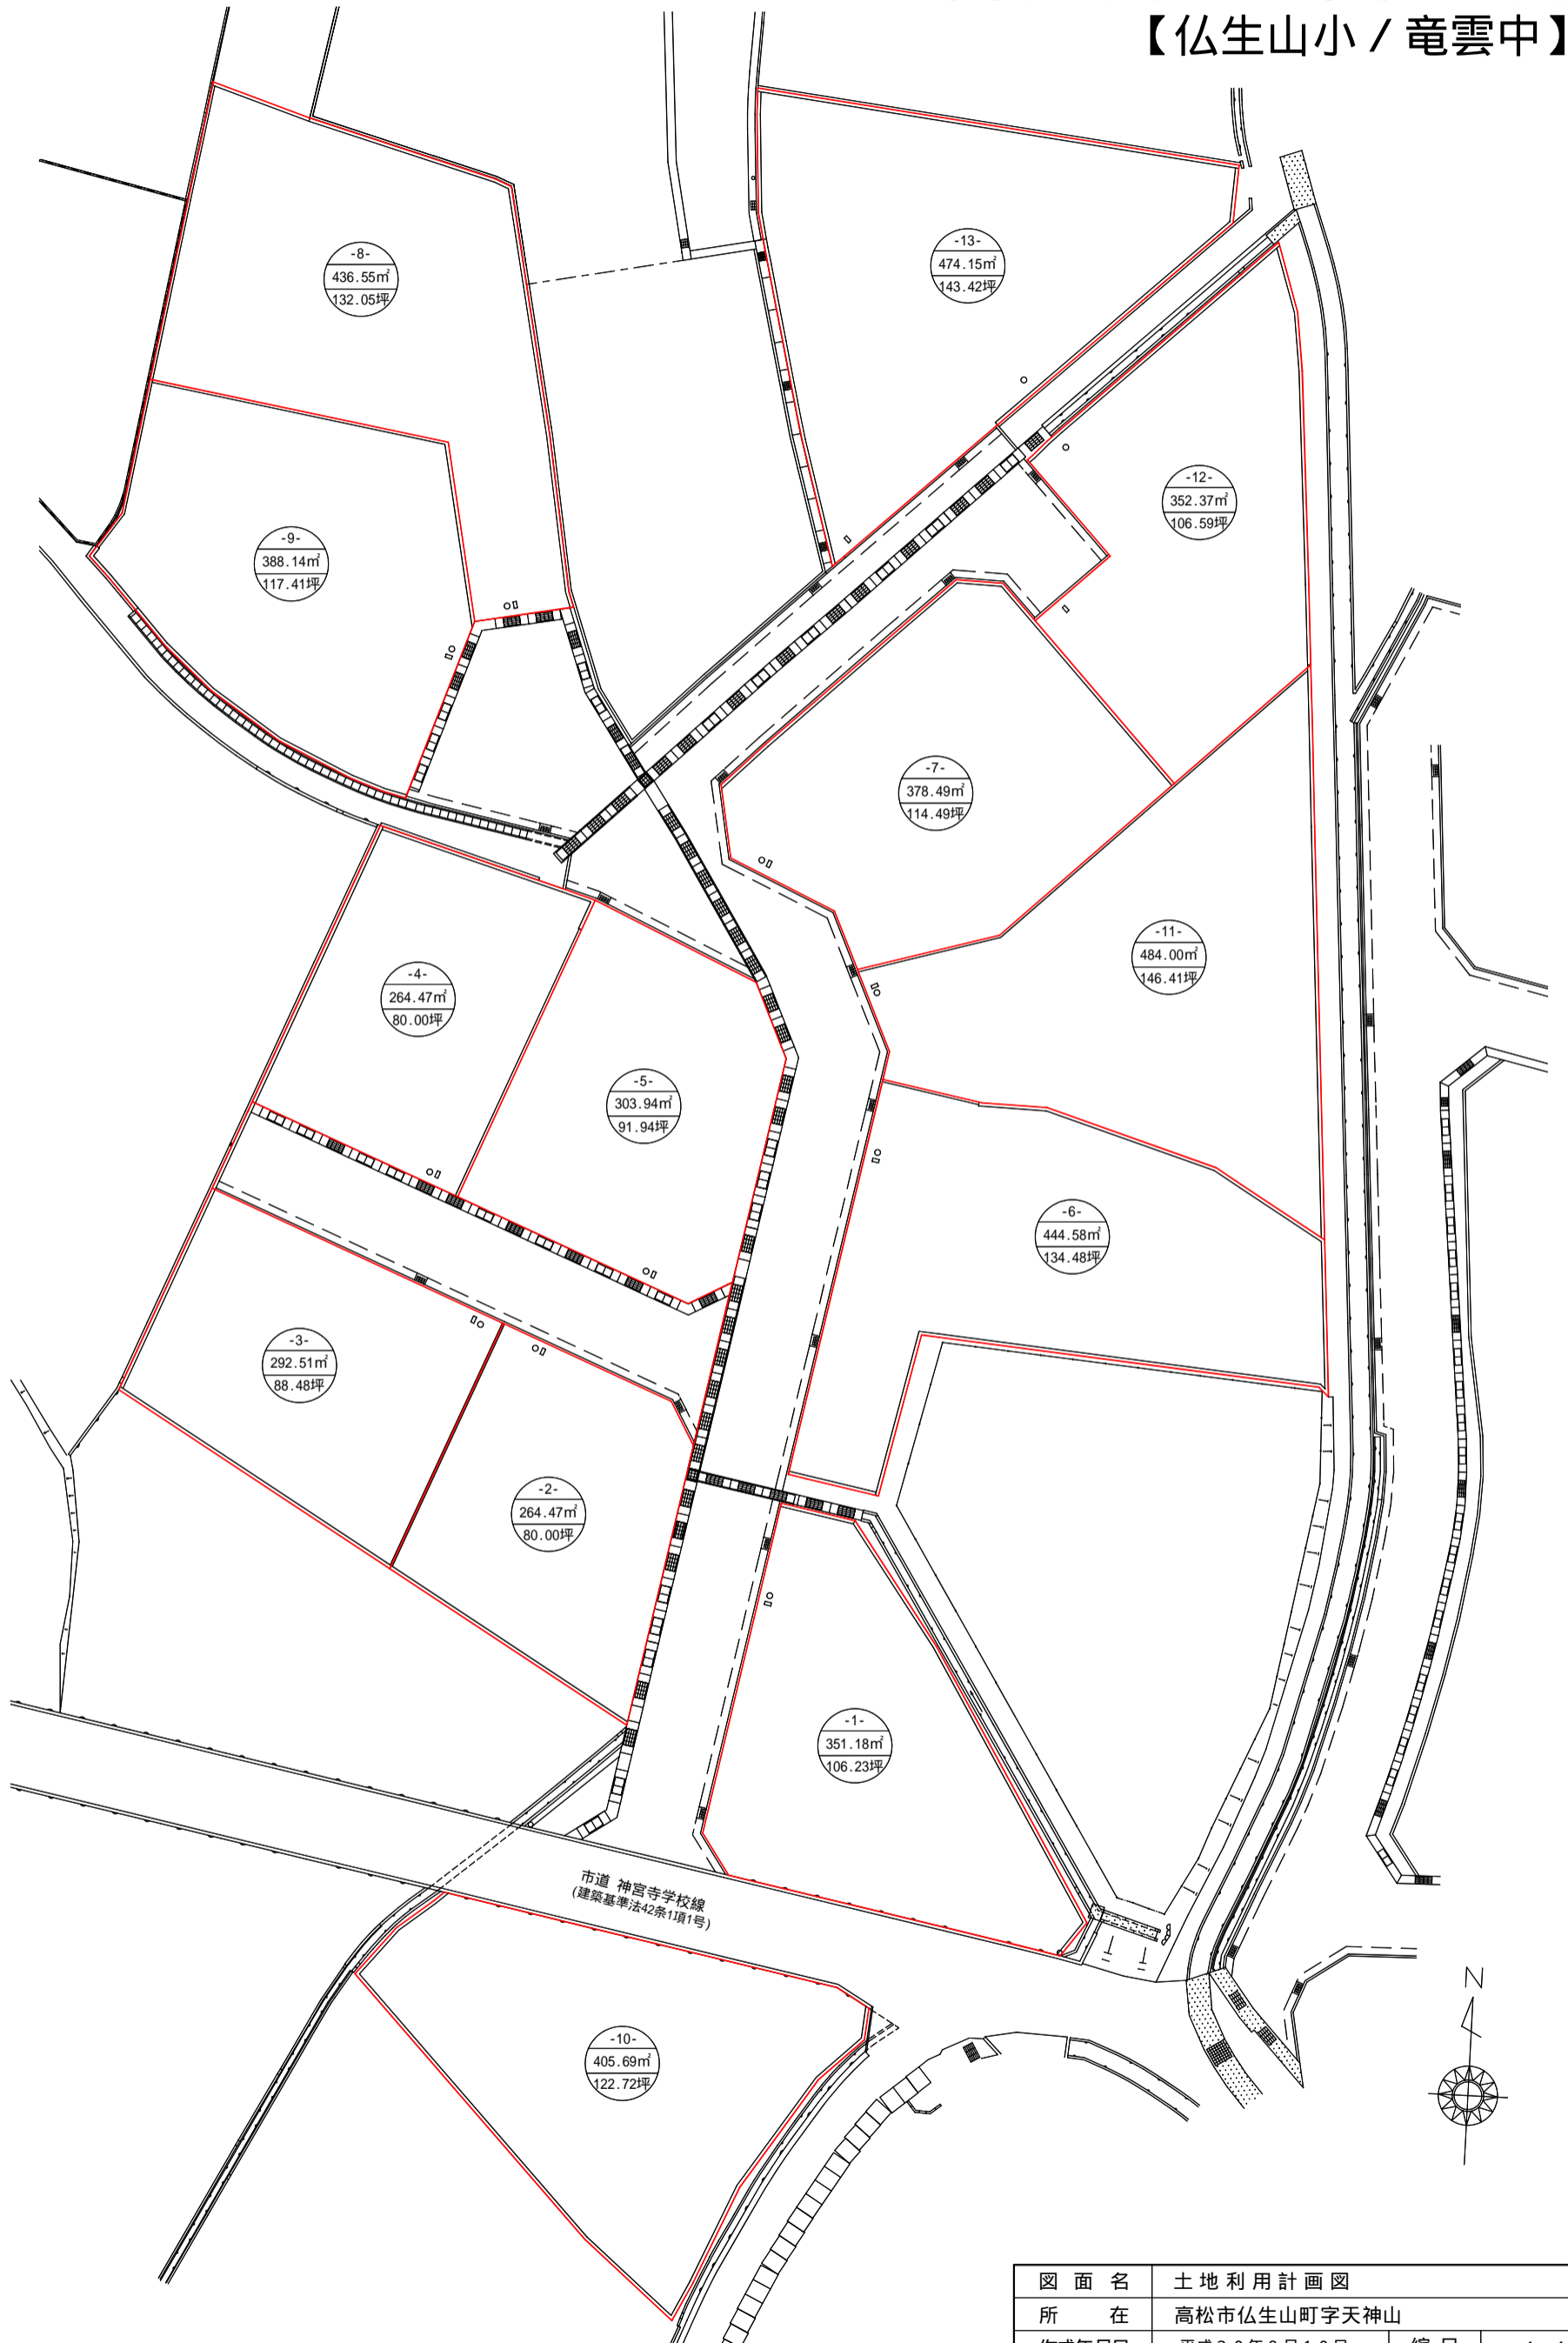 【仏生山小 / 竜雲中】
-8-
436.55㎡
132.05坪
-13-
474.15㎡
143.42坪
-12-
352.37㎡
106.59坪
-9-
388.14㎡
117.41坪
-7-
378.49㎡
114.49坪
-11-
484.00㎡
146.41坪
-4-
264.47㎡
80.00坪
-5-
303.94㎡
91.94坪
-6-
444.58㎡
134.48坪
-3-
292.51㎡
88.48坪
-2-
264.47㎡
80.00坪
-1-
351.18㎡
106.23坪
市道 神宮寺学校線
(建築基準法42条1項1号)
-10-
405.69㎡
122.72坪
N
図 面 名 土地利用計画図
所 在 高松市仏生山町字天神山